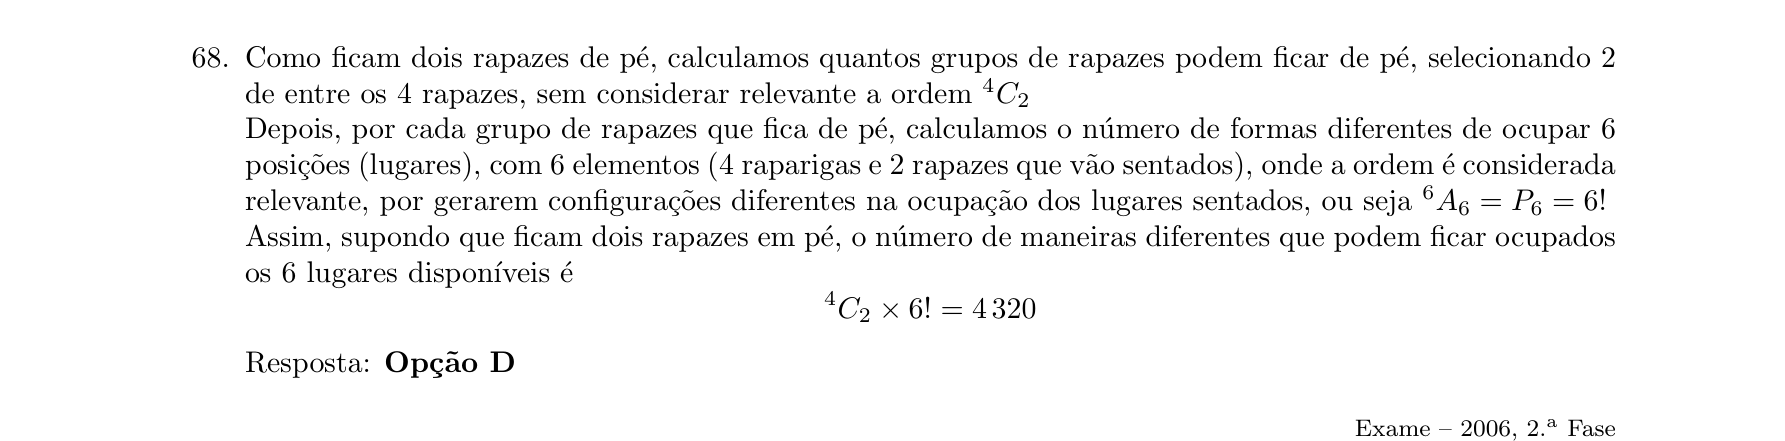 68. Como ficam dois rapazes de pé, calculamos quantos grupos de rapazes podem ficar de pé, selecionando 2
de entre os 4 rapazes, sem considerar relevante a ordem ⁴C₂
Depois, por cada grupo de rapazes que fica de pé, calculamos o número de formas diferentes de ocupar 6
posições (lugares), com 6 elementos (4 raparigas e 2 rapazes que vão sentados), onde a ordem é considerada
relevante, por gerarem configurações diferentes na ocupação dos lugares sentados, ou seja ⁶A₆ = P₆ = 6!
Assim, supondo que ficam dois rapazes em pé, o número de maneiras diferentes que podem ficar ocupados
os 6 lugares disponíveis é
⁴C₂ × 6! = 4 320
Resposta: Opção D
Exame – 2006, 2.ª Fase